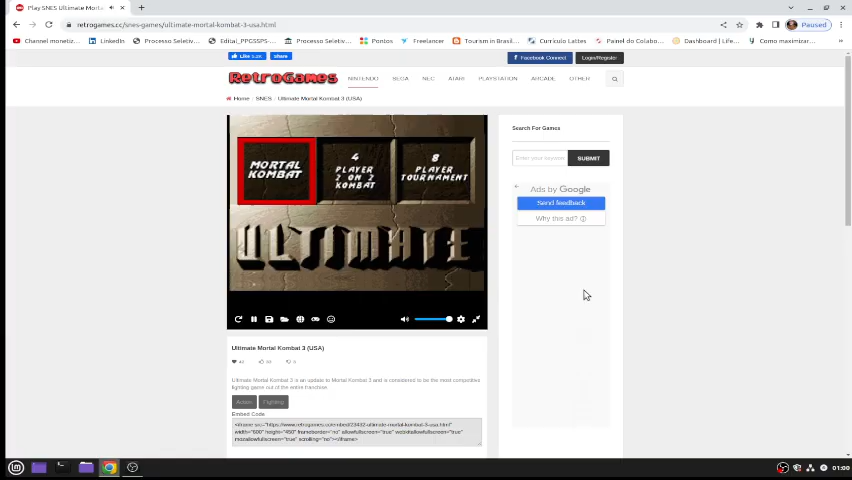 Play SNES Ultimate Mortal
retrogames.cc/snes-games/ultimate-mortal-kombat-3-usa.html
Paused
Channel monetiz...
LinkedIn
Processo Seletivo...
Edital_PPGSSPS-...
Processo Seletivo...
Pontos
Freelancer
Tourism in Brasil...
Currículo Lattes
Painel do Colabo...
Dashboard | Life...
Como maximizar...
»
Like 5.2K
Share
Facebook Connect
Login/Register
RetroGames
NINTENDO
SEGA
NEC
ATARI
PLAYSTATION
ARCADE
OTHER
Home
SNES
Ultimate Mortal Kombat 3 (USA)
MORTAL KOMBAT
4 PLAYER 2 ON 2 KOMBAT
8 PLAYER TOURNAMENT
ULTIMATE
Search For Games
SUBMIT
Ads by Google
Send feedback
Why this ad?
Ultimate Mortal Kombat 3 (USA)
Ultimate Mortal Kombat 3 is an update to Mortal Kombat 3 and is considered to be the most competitive
fighting game out of the entire franchise.
Action
Fighting
Embed Code
<iframe src="https://www.retrogames.cc/embed/23432-ultimate-mortal-kombat-3-usa.html"
width="600" height="450" frameborder="no" allowfullscreen="true" webkitallowfullscreen="true"
mozallowfullscreen="true" scrolling="no"></iframe>
01:00